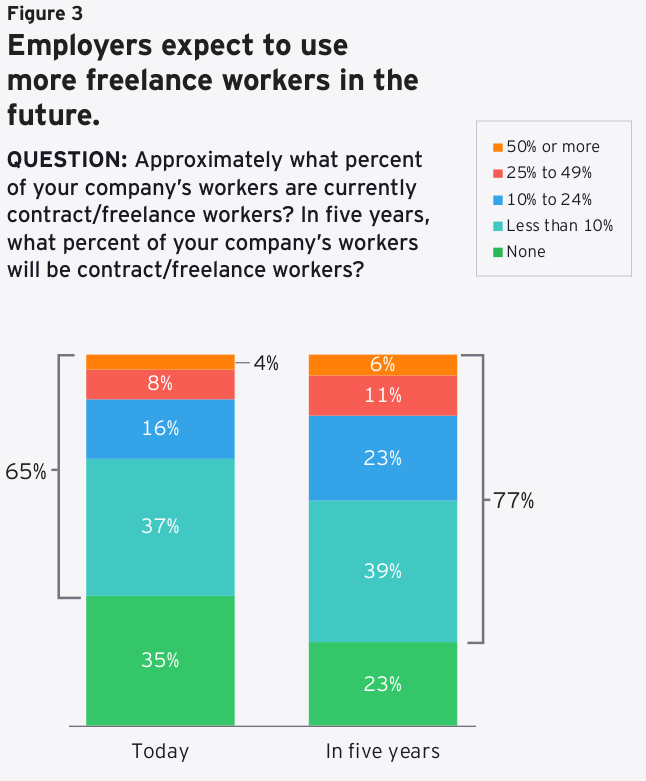 Figure 3
Employers expect to use
more freelance workers in the
future.
QUESTION: Approximately what percent
of your company's workers are currently
contract/freelance workers? In five years,
what percent of your company's workers
will be contract/freelance workers?
50% or more
25% to 49%
10% to 24%
Less than 10%
None
4%
8%
16%
37%
35%
65%
6%
11%
23%
39%
23%
77%
Today
In five years